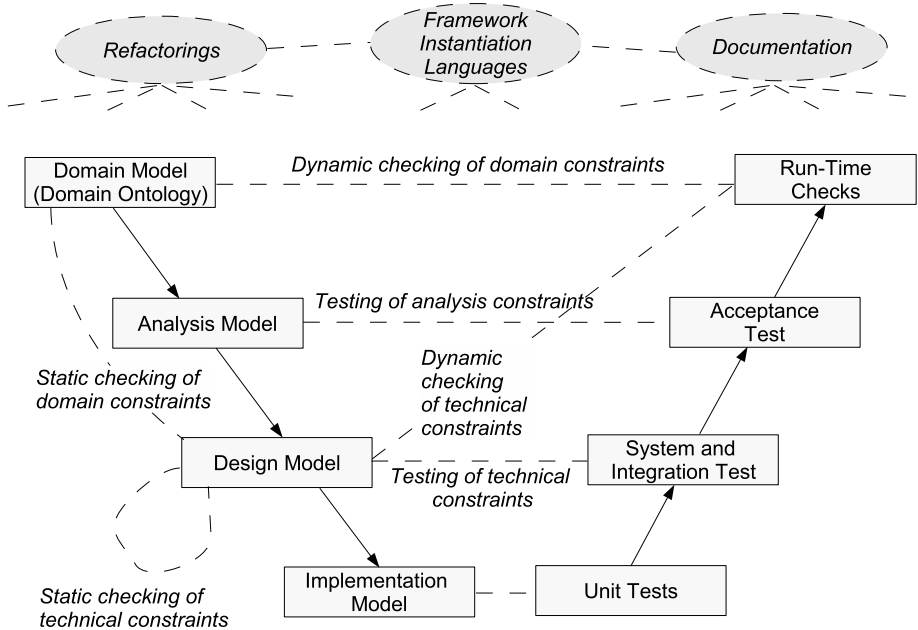 Refactorings
Framework
Instantiation
Languages
Documentation
Domain Model
(Domain Ontology)
Dynamic checking of domain constraints
Run-Time
Checks
Analysis Model
Testing of analysis constraints
Acceptance
Test
Static checking of
domain constraints
Dynamic
checking
of technical
constraints
Design Model
Testing of technical
constraints
System and
Integration Test
Static checking of
technical constraints
Implementation
Model
Unit Tests